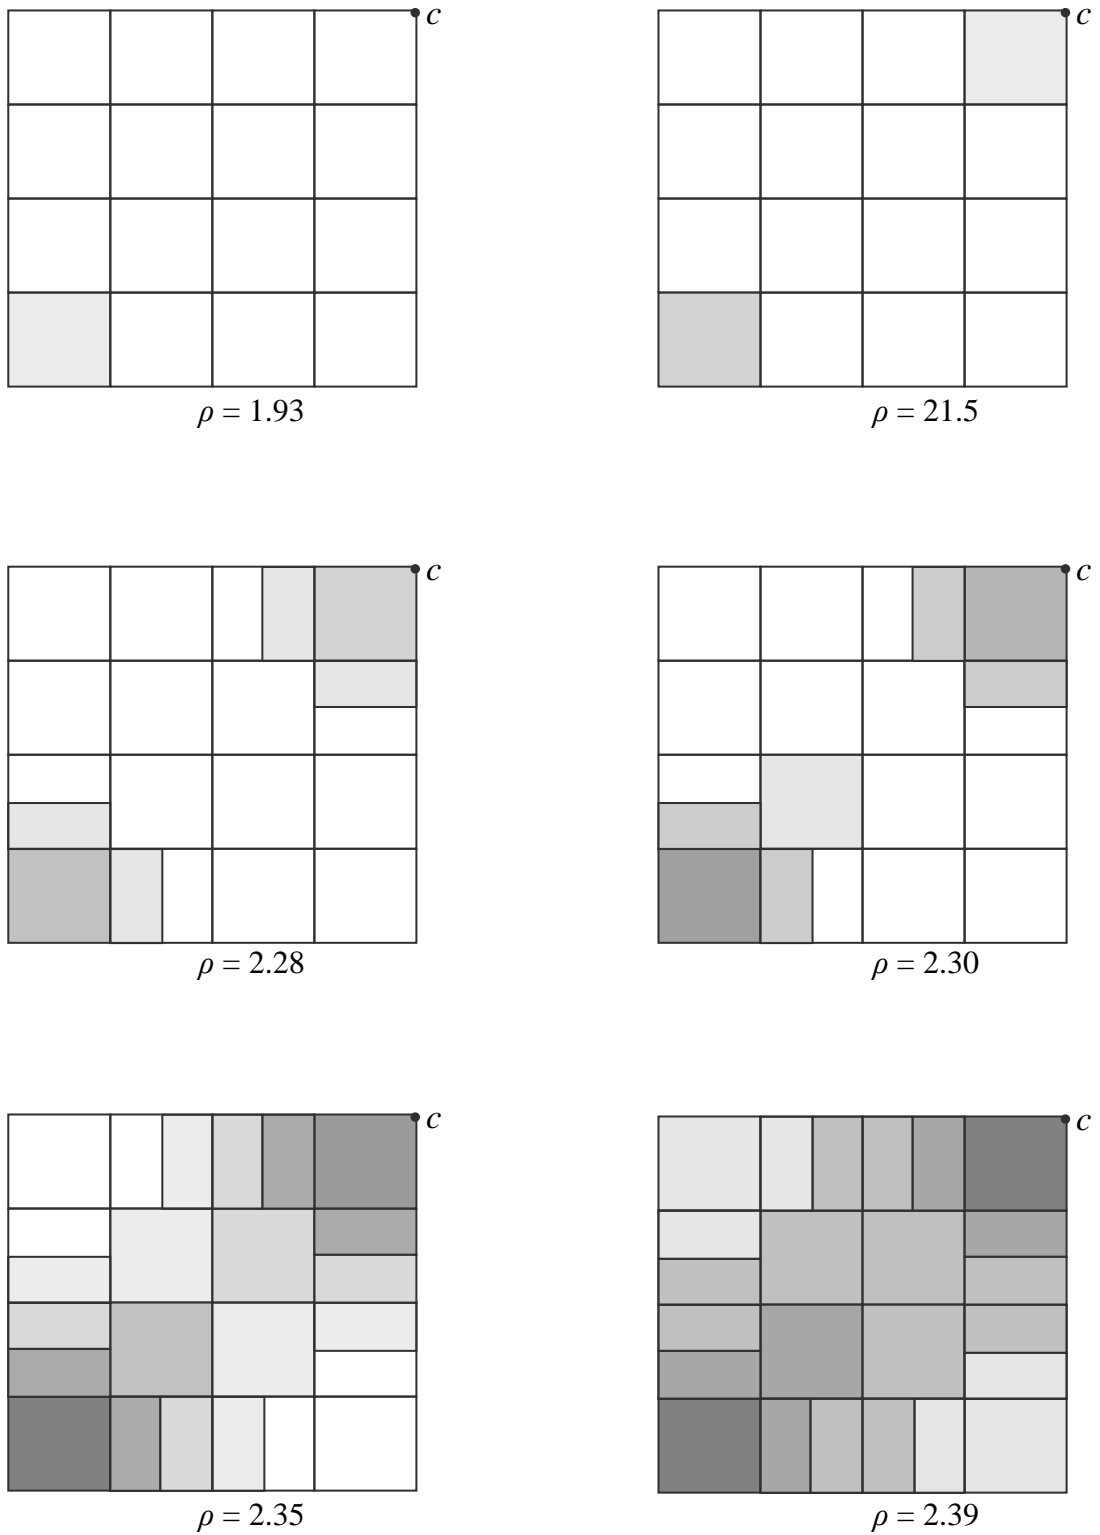 c c
ρ = 1.93 ρ = 21.5
c c
ρ = 2.28 ρ = 2.30
c c
ρ = 2.35 ρ = 2.39